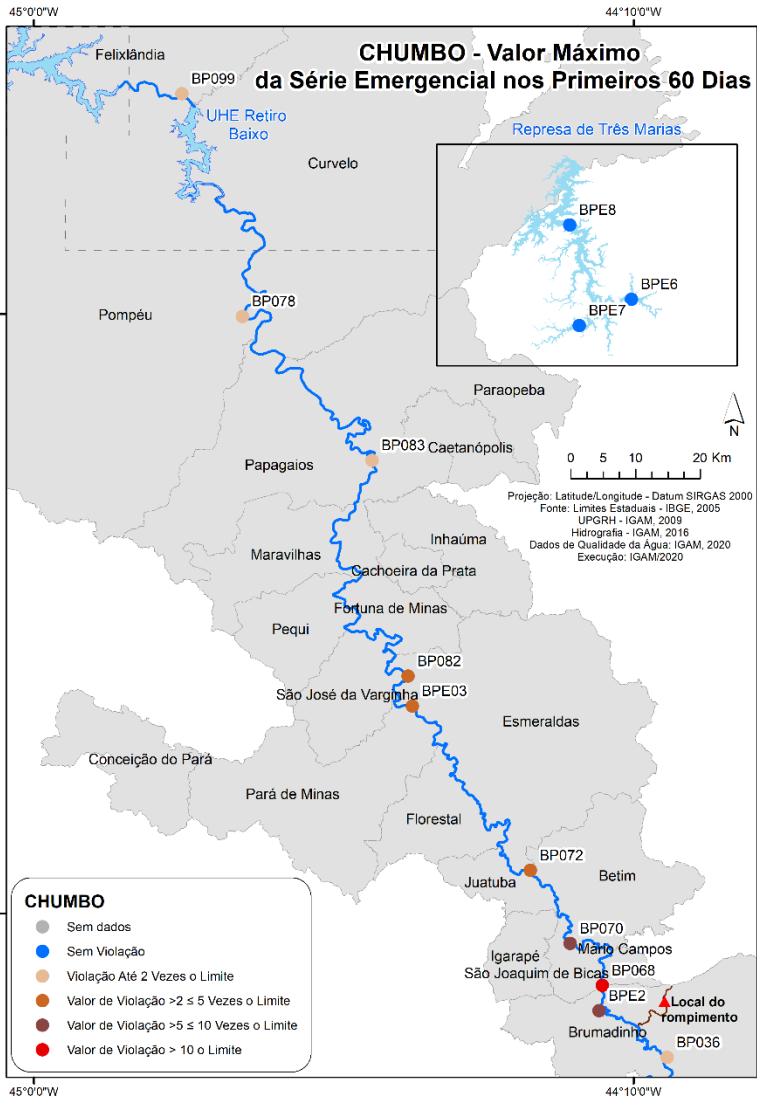 45°0'0"W
44°10'0"W
CHUMBO - Valor Máximo
da Série Emergencial nos Primeiros 60 Dias
Felixlândia
BP099
UHE Retiro
Baixo
Represa de Três Marias
Curvelo
BPE8
BPE6
BPE7
Pompéu
BP078
Paraopeba
N
BP083
Caetanópolis
Papagaios
0 5 10 20 Km
Projeção: Latitude/Longitude - Datum SIRGAS 2000
Fonte: Limites Estaduais - IBGE, 2005
UPGRH - IGAM, 2009
Hidrografia - IGAM, 2016
Dados de Qualidade da Água: IGAM, 2020
Execução: IGAM/2020
Inhaúma
Maravilhas
Cachoeira da Prata
Fortuna de Minas
Pequi
BP082
São José da Varginha
BPE03
Esmeraldas
Conceição do Pará
Pará de Minas
Florestal
BP072
Juatuba
Betim
BP070
Mário Campos
Igarapé
São Joaquim de Bicas
BP068
BPE2
Local do
rompimento
Brumadinho
BP036
CHUMBO
Sem dados
Sem Violação
Violação Até 2 Vezes o Limite
Valor de Violação >2 ≤ 5 Vezes o Limite
Valor de Violação >5 ≤ 10 Vezes o Limite
Valor de Violação > 10 o Limite
45°0'0"W
44°10'0"W